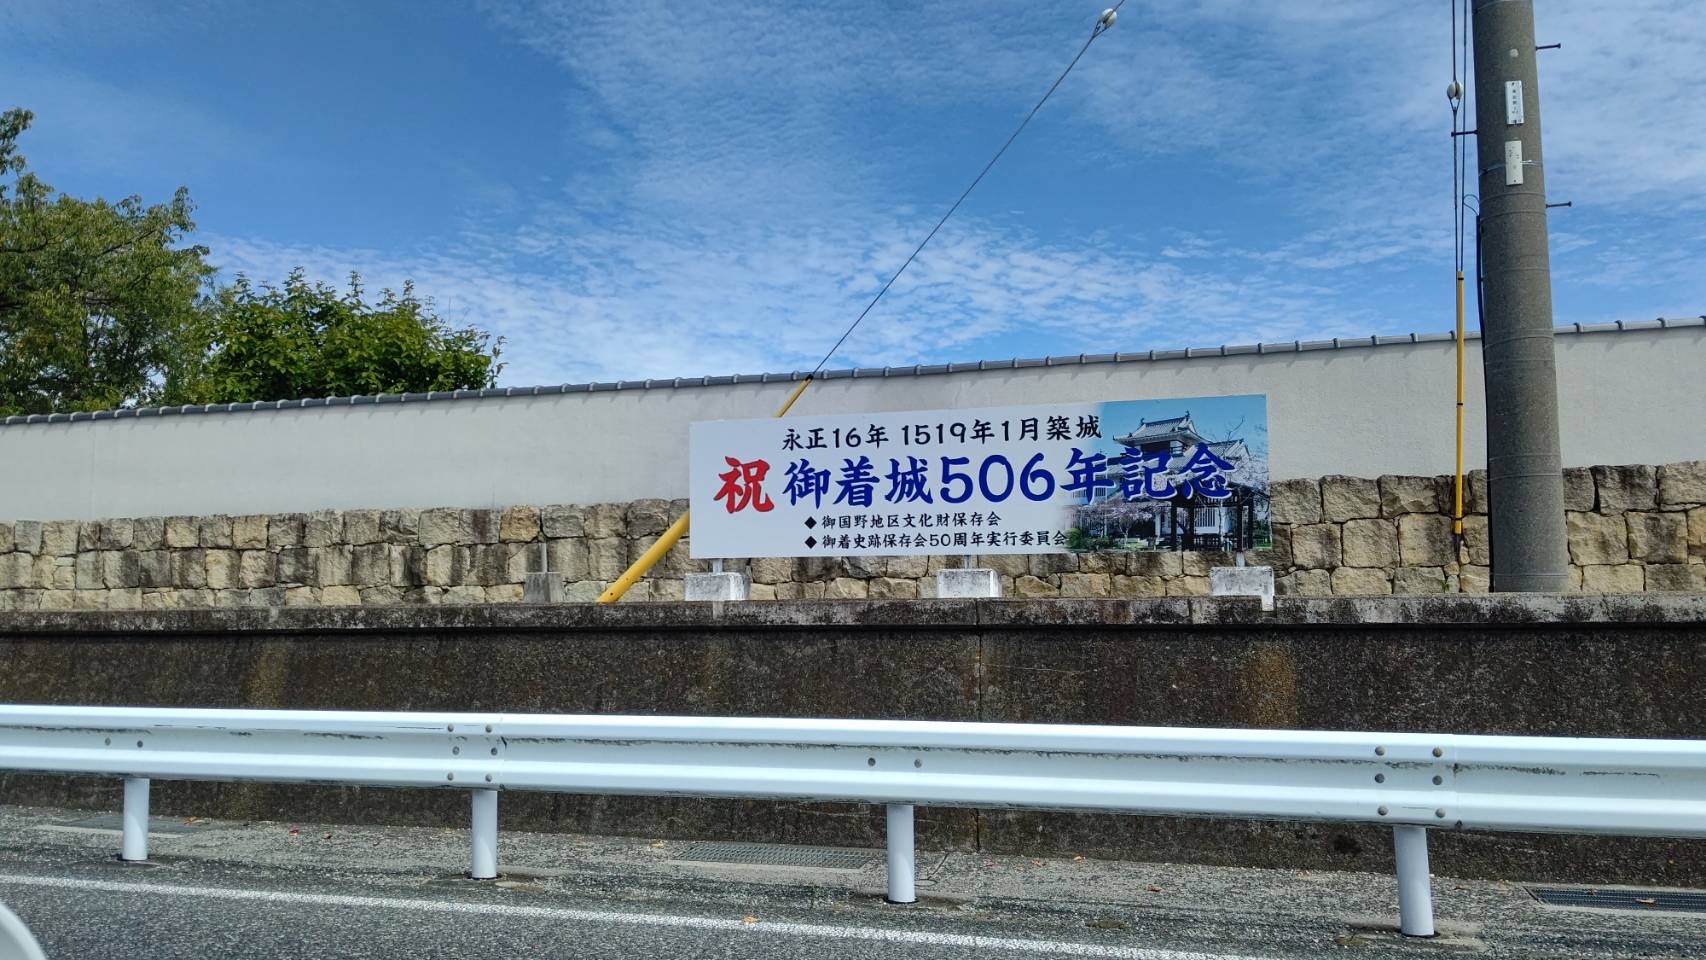 永正16年 1519年1月築城
祝 御着城506年記念
◆御国野地区文化財保存会
◆御着史跡保存会50周年実行委員会